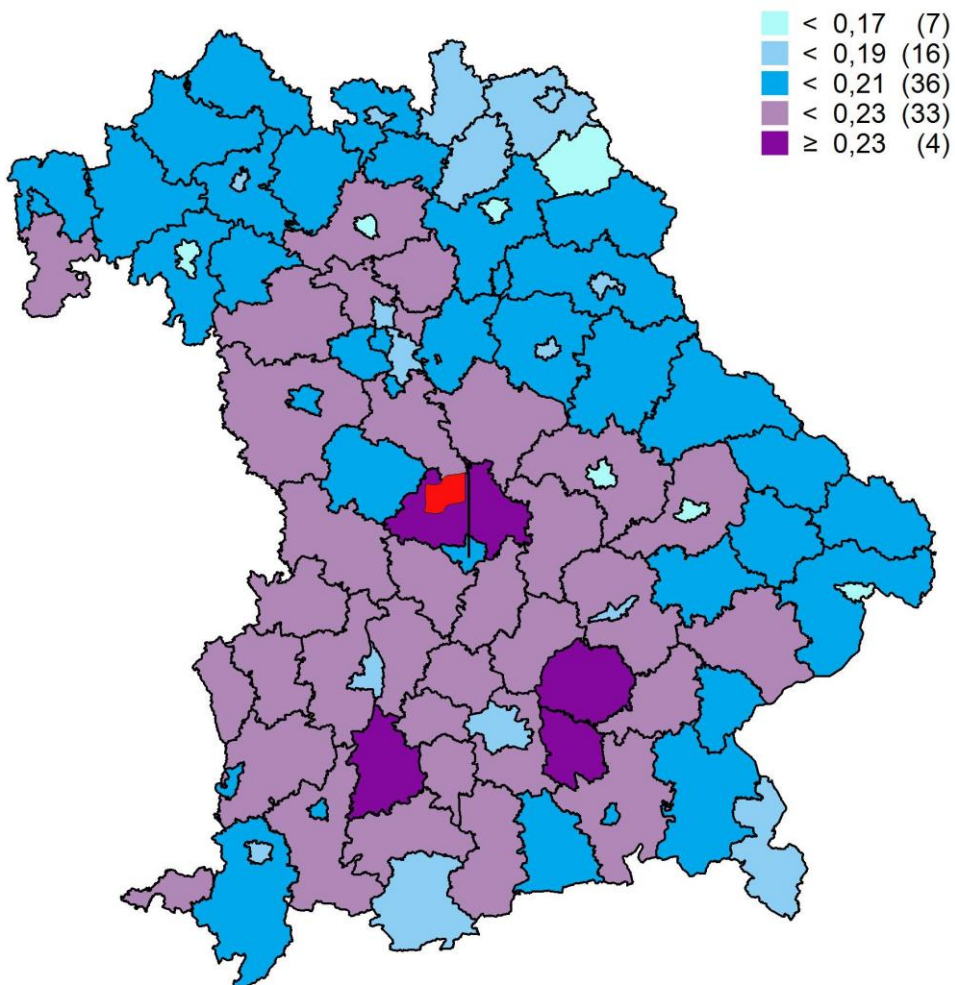 < 0,17 (7)
< 0,19 (16)
< 0,21 (36)
< 0,23 (33)
≥ 0,23 (4)